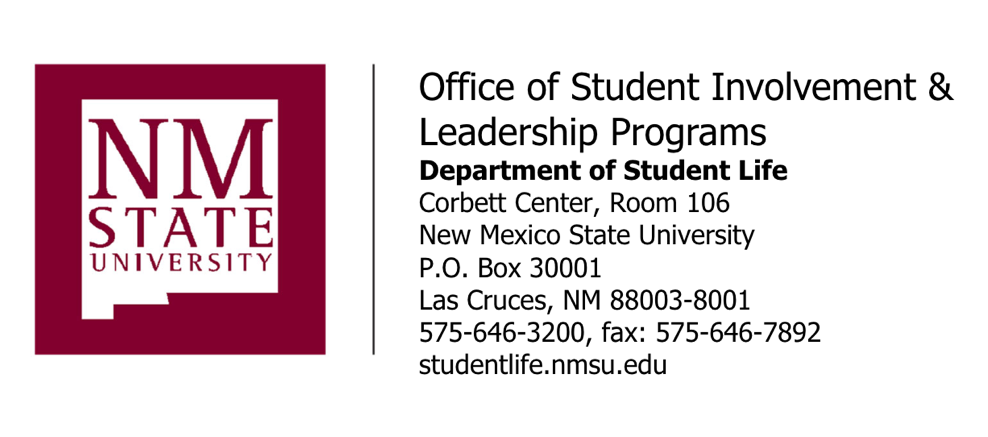 NM
STATE
UNIVERSITY
Office of Student Involvement &
Leadership Programs
Department of Student Life
Corbett Center, Room 106
New Mexico State University
P.O. Box 30001
Las Cruces, NM 88003-8001
575-646-3200, fax: 575-646-7892
studentlife.nmsu.edu